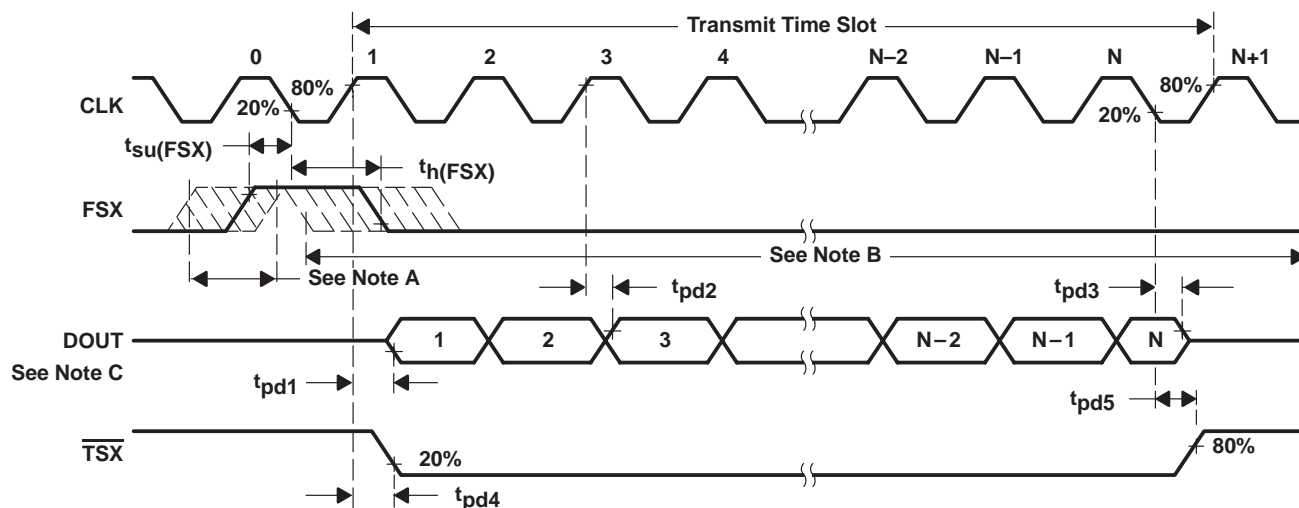 Transmit Time Slot
0 1 2 3 4 N–2 N–1 N N+1
80% 80%
CLK 20% 20%
tsu(FSX)
th(FSX)
FSX
See Note A See Note B
tpd2 tpd3
DOUT 1 2 3 N–2 N–1 N
See Note C
tpd1 tpd5
TSX 20% 80%
tpd4